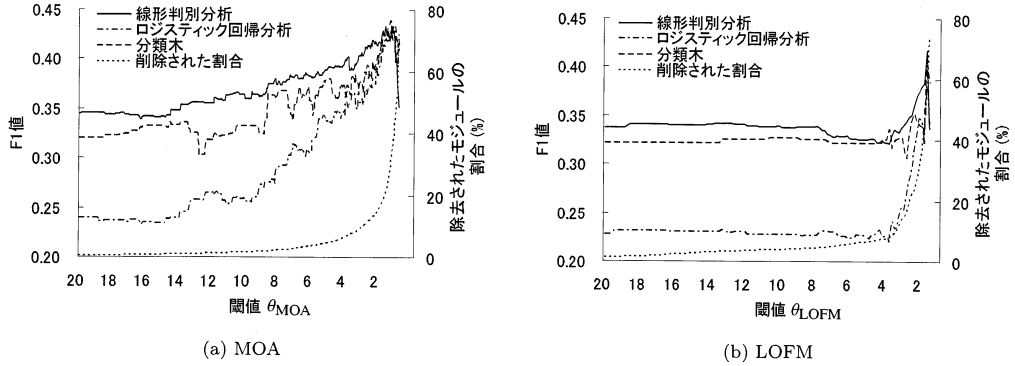 0.45
0.40
0.35
0.30
0.25
0.20
F1値
線形判別分析
ロジスティック回帰分析
分類木
削除された割合
80
60
40
20
0
除去されたモジュールの
割合 (%)
20 18 16 14 12 10 8 6 4 2
閾値 θMOA
(a) MOA
0.45
0.40
0.35
0.30
0.25
0.20
F1値
線形判別分析
ロジスティック回帰分析
分類木
削除された割合
80
60
40
20
0
除去されたモジュールの
割合 (%)
20 18 16 14 12 10 8 6 4 2
閾値 θLOFM
(b) LOFM